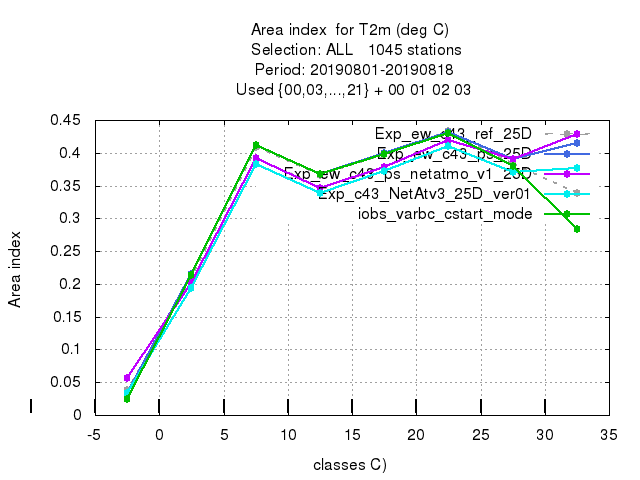 Area index for T2m (deg C)
Selection: ALL 1045 stations
Period: 20190801-20190818
Used {00,03,...,21} + 00 01 02 03
0.45
0.4
0.35
0.3
0.25
0.2
0.15
0.1
0.05
0
Area index
Exp_ew_c43_ref_25D
Exp_ew_c43_ps_25D
Exp_ew_c43_ps_netatmo_v1_25D
Exp_c43_NetAtv3_25D_ver01
iobs_varbc_cstart_mode
-5 0 5 10 15 20 25 30 35
classes C)